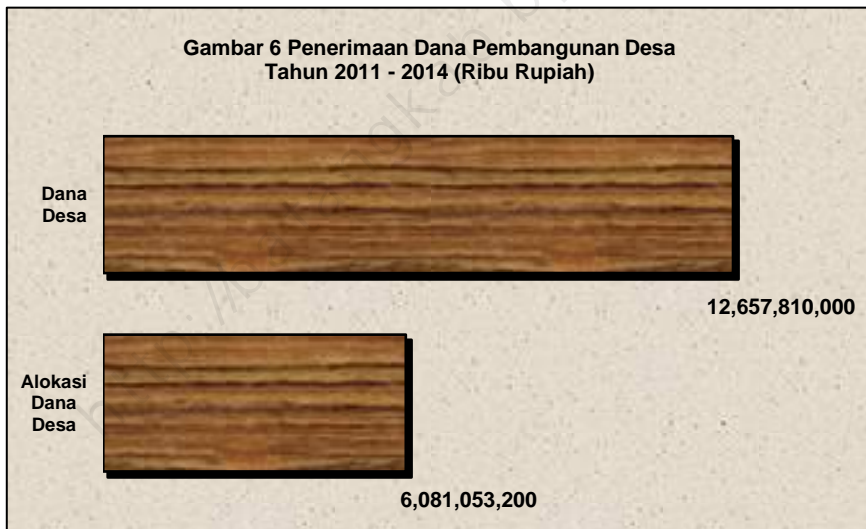 Gambar 6 Penerimaan Dana Pembangunan Desa
Tahun 2011 - 2014 (Ribu Rupiah)
Dana
Desa
12,657,810,000
Alokasi
Dana
Desa
6,081,053,200